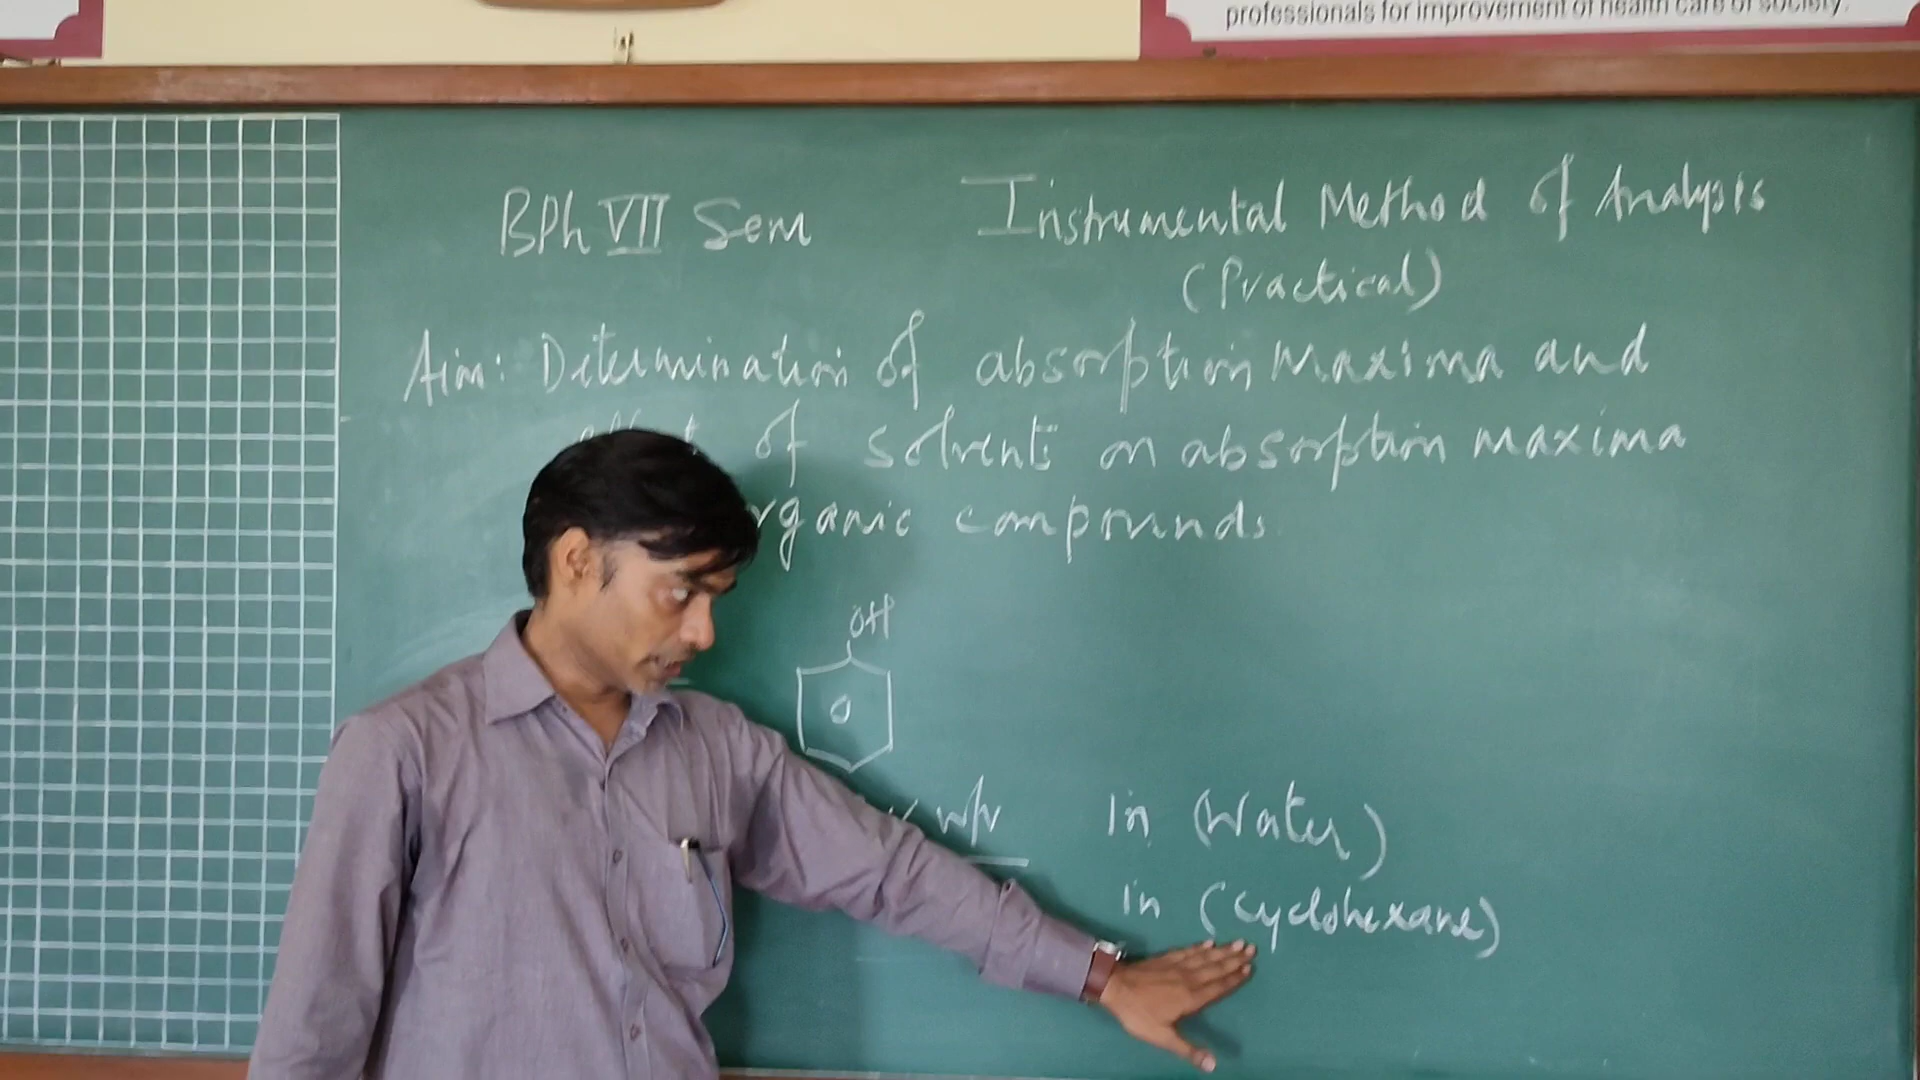 professionals for improvement of health care of society.
BPh VII Sem
Instrumental Method of Analysis
(Practical)
Aim: Determination of absorption maxima and
of solvents on absorption maxima
organic compounds.
OH
w/v in (Water)
in (cyclohexane)